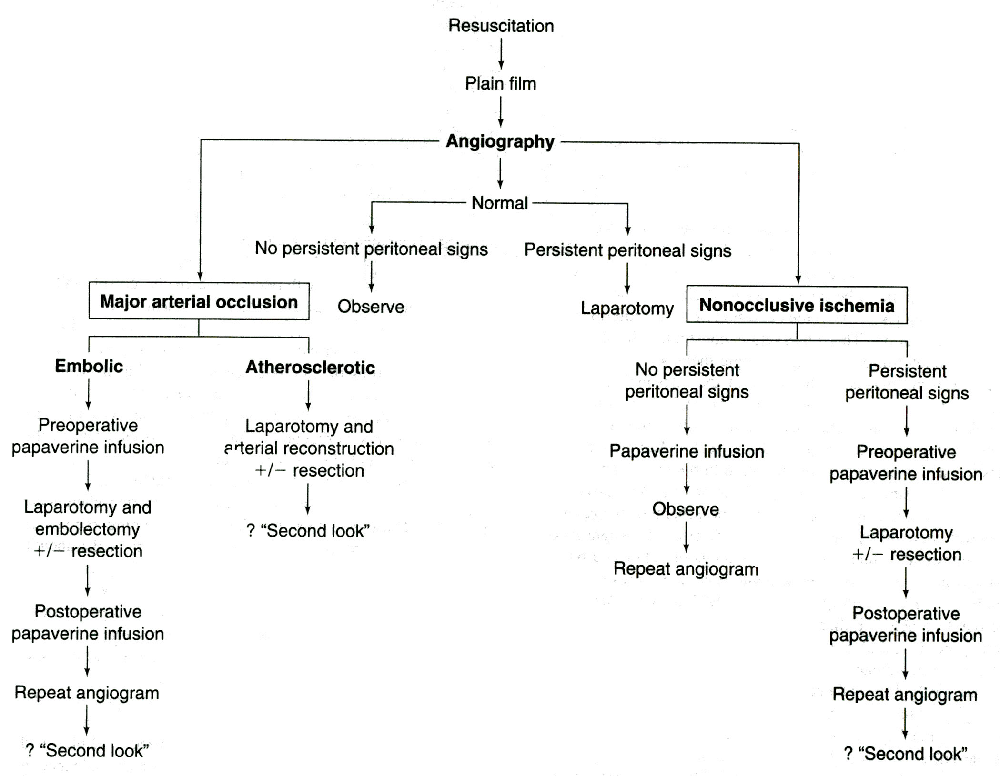 Resuscitation
Plain film
Angiography
Normal
No persistent peritoneal signs
Persistent peritoneal signs
Major arterial occlusion
Observe
Laparotomy
Nonocclusive ischemia
Embolic
Atherosclerotic
No persistent
peritoneal signs
Persistent
peritoneal signs
Preoperative
papaverine infusion
Laparotomy and
arterial reconstruction
+/− resection
Papaverine infusion
Preoperative
papaverine infusion
Laparotomy and
embolectomy
+/− resection
? “Second look”
Observe
Laparotomy
+/− resection
Repeat angiogram
Postoperative
papaverine infusion
Postoperative
papaverine infusion
Repeat angiogram
Repeat angiogram
? “Second look”
? “Second look”